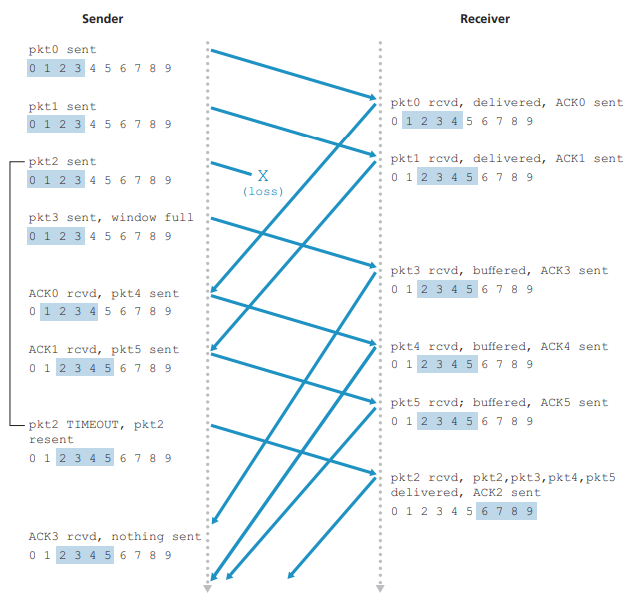 Sender
Receiver
pkt0 sent
0 1 2 3 4 5 6 7 8 9
pkt0 rcvd, delivered, ACK0 sent
0 1 2 3 4 5 6 7 8 9
pkt1 sent
0 1 2 3 4 5 6 7 8 9
pkt1 rcvd, delivered, ACK1 sent
0 1 2 3 4 5 6 7 8 9
pkt2 sent
0 1 2 3 4 5 6 7 8 9
X
(loss)
pkt3 sent, window full
0 1 2 3 4 5 6 7 8 9
pkt3 rcvd, buffered, ACK3 sent
0 1 2 3 4 5 6 7 8 9
ACK0 rcvd, pkt4 sent
0 1 2 3 4 5 6 7 8 9
pkt4 rcvd, buffered, ACK4 sent
0 1 2 3 4 5 6 7 8 9
ACK1 rcvd, pkt5 sent
0 1 2 3 4 5 6 7 8 9
pkt5 rcvd; buffered, ACK5 sent
0 1 2 3 4 5 6 7 8 9
pkt2 TIMEOUT, pkt2
resent
0 1 2 3 4 5 6 7 8 9
pkt2 rcvd, pkt2,pkt3,pkt4,pkt5
delivered, ACK2 sent
0 1 2 3 4 5 6 7 8 9
ACK3 rcvd, nothing sent
0 1 2 3 4 5 6 7 8 9